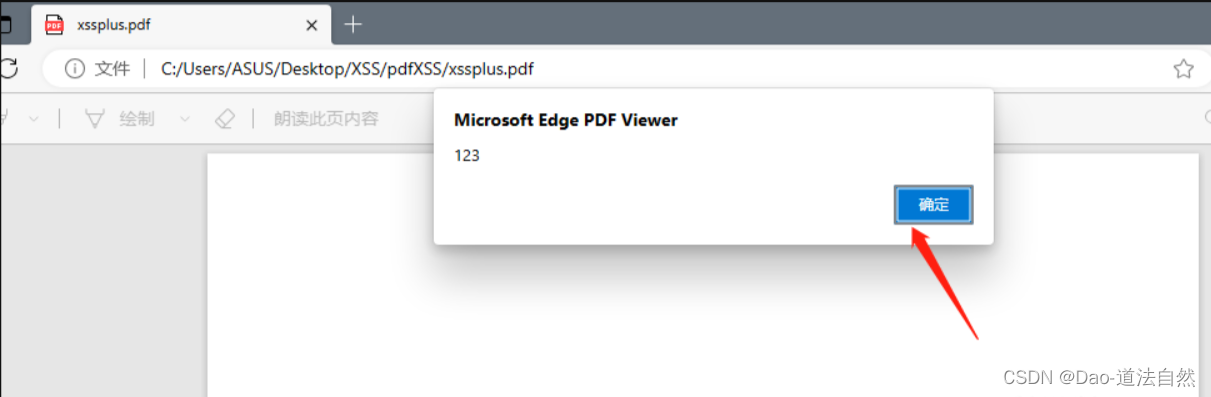 xssplus.pdf
文件 | C:/Users/ASUS/Desktop/XSS/pdfXSS/xssplus.pdf
绘制 | 朗读此页内容
Microsoft Edge PDF Viewer
123
确定
CSDN @Dao-道法自然